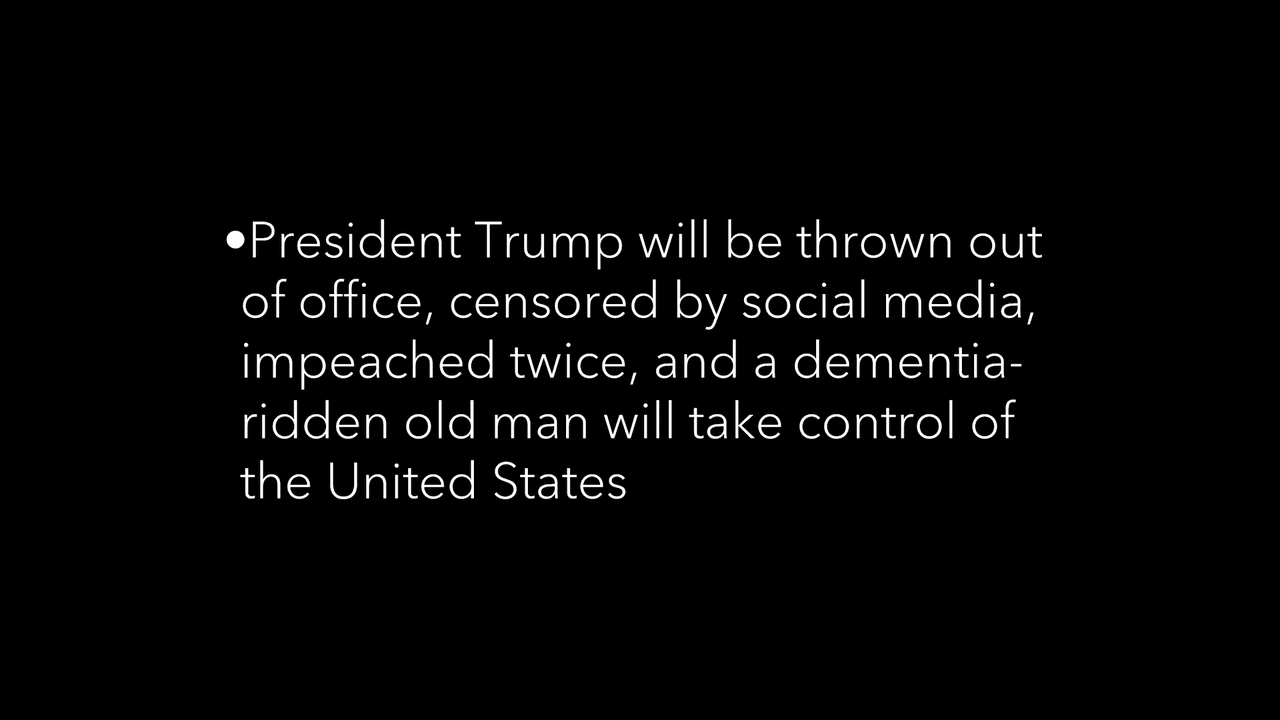 •President Trump will be thrown out
of office, censored by social media,
impeached twice, and a dementia-
ridden old man will take control of
the United States